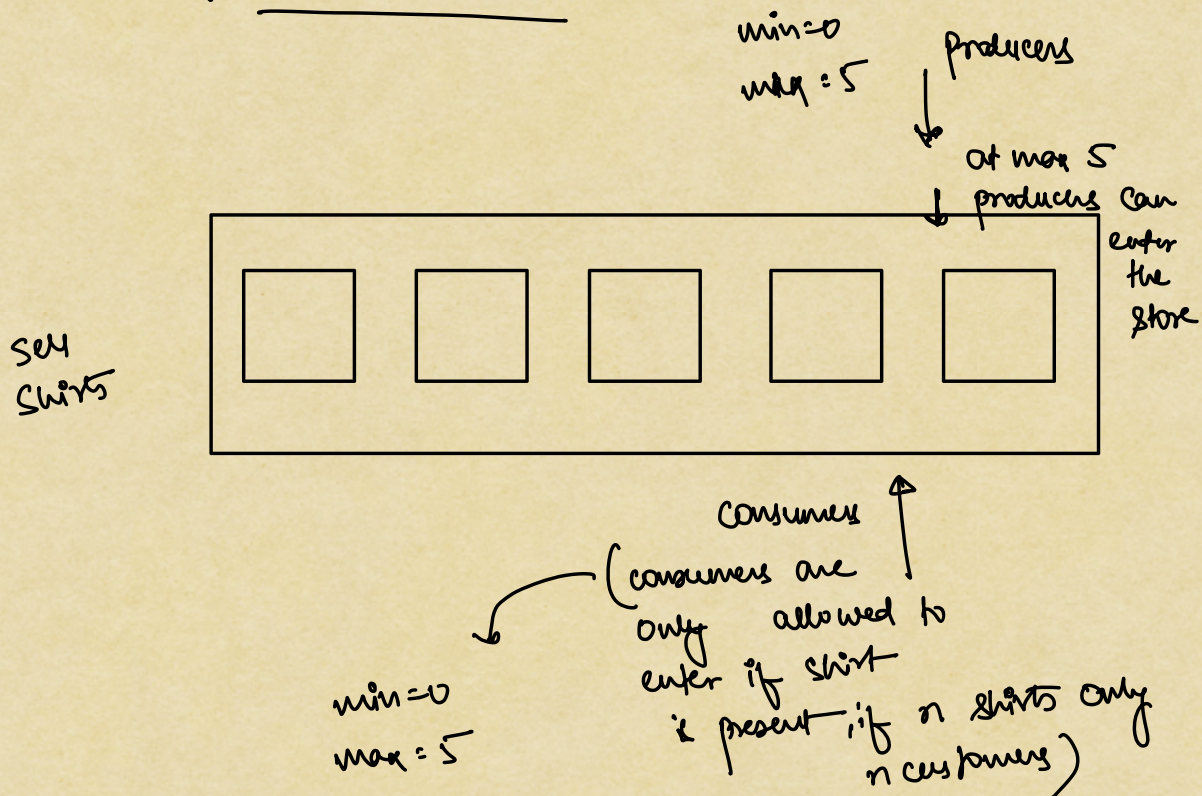 min=0
max=5
Producers
at max 5
producers can
enter
the
store
sell
shirts
consumers
(consumers are
only allowed to
enter if shirt
is present, if n shirts only
n customers)
min=0
max=5